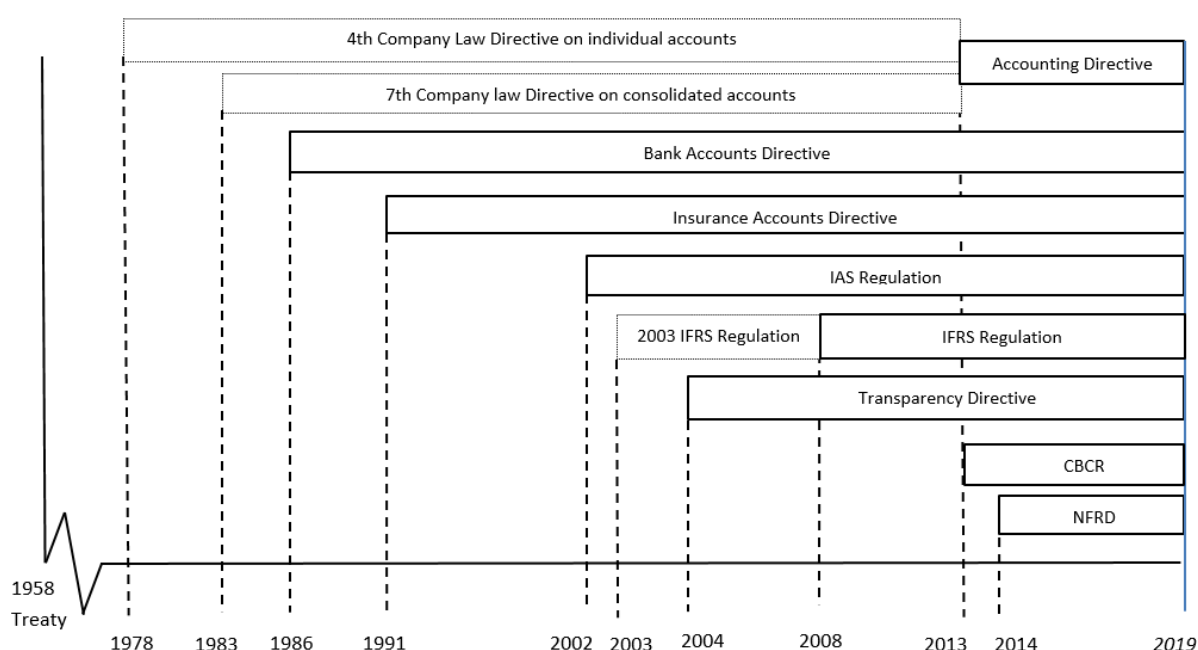 4th Company Law Directive on individual accounts
Accounting Directive
7th Company law Directive on consolidated accounts
Bank Accounts Directive
Insurance Accounts Directive
IAS Regulation
2003 IFRS Regulation
IFRS Regulation
Transparency Directive
CBCR
NFRD
1958
Treaty
1978
1983
1986
1991
2002
2003
2004
2008
2013
2014
2019